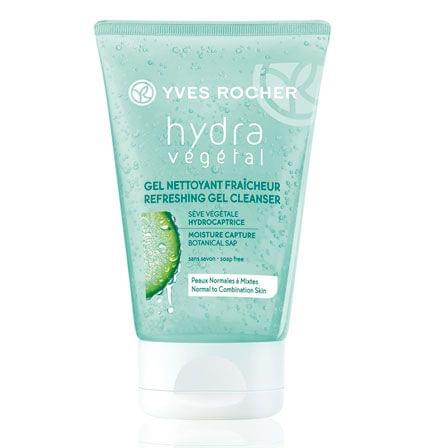 YVES ROCHER
hydra
végétal
GEL NETTOYANT FRAÎCHEUR
REFRESHING GEL CLEANSER
SÈVE VÉGÉTALE
HYDROCAPTRICE
MOISTURE CAPTURE
BOTANICAL SAP
sans savon - soap free
Peaux Normales à Mixtes
Normal to Combination Skin